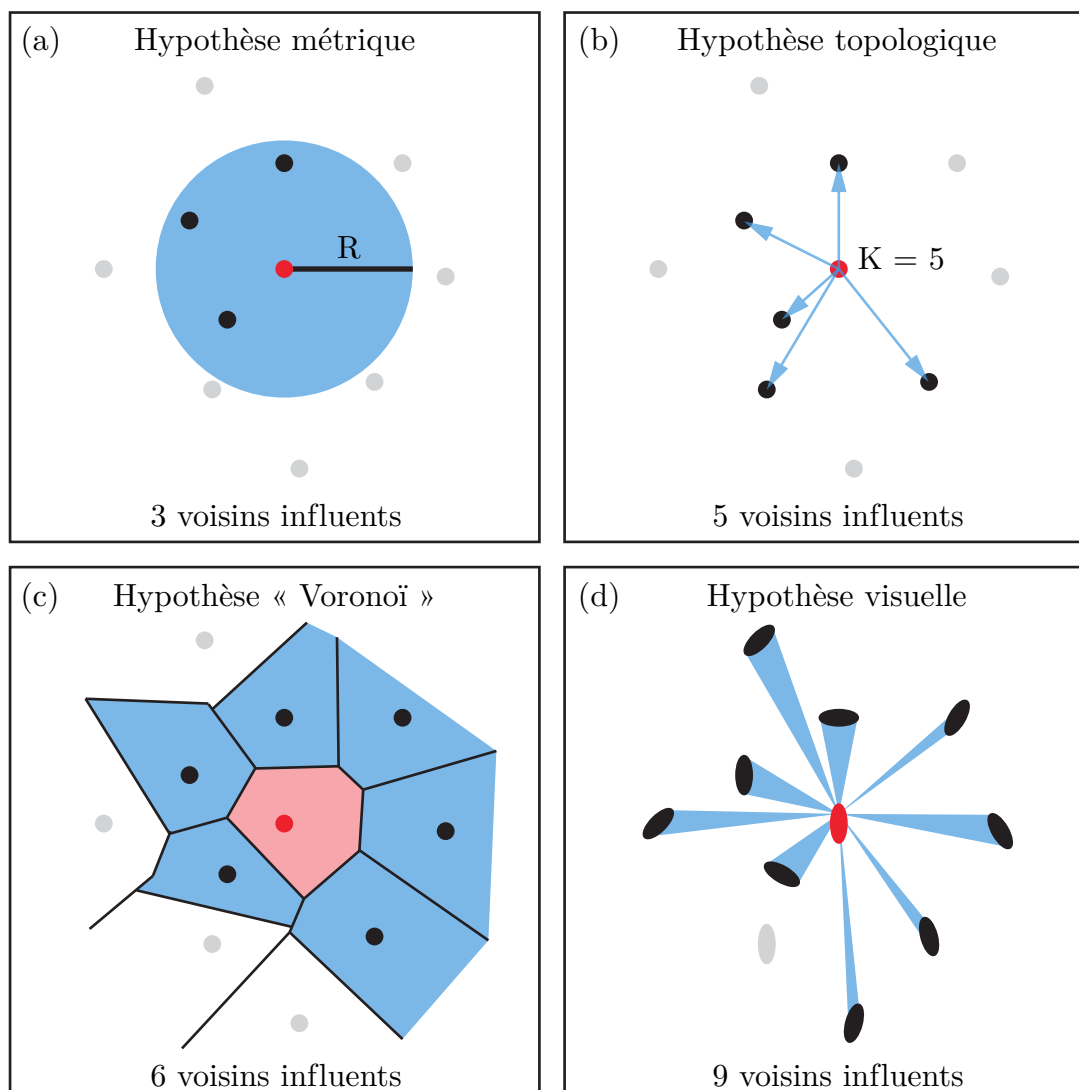 (a) Hypothèse métrique
R
3 voisins influents
(b) Hypothèse topologique
K = 5
5 voisins influents
(c) Hypothèse « Voronoï »
6 voisins influents
(d) Hypothèse visuelle
9 voisins influents